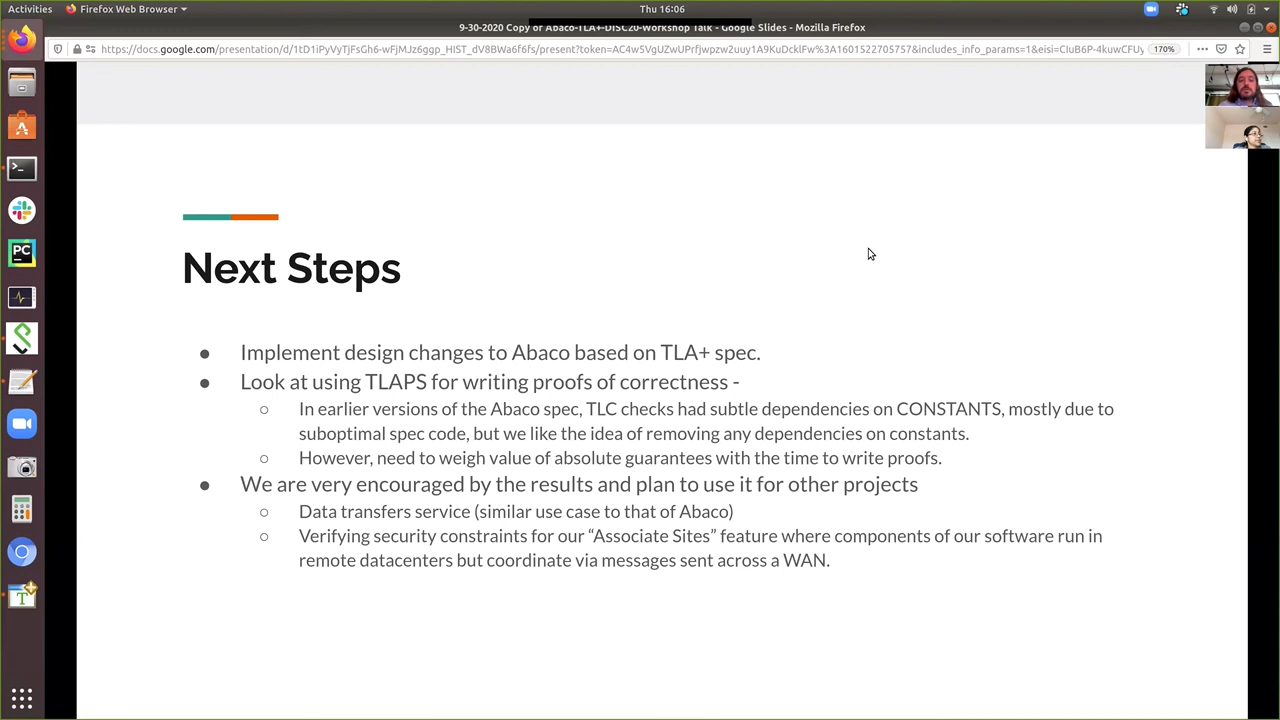 Activities
Firefox Web Browser
Thu 16:06
9-30-2020 Copy of Abaco-TLA+-DISC20-Workshop Talk - Google Slides - Mozilla Firefox
170%
Next Steps
● Implement design changes to Abaco based on TLA+ spec.
● Look at using TLAPS for writing proofs of correctness -
○ In earlier versions of the Abaco spec, TLC checks had subtle dependencies on CONSTANTS, mostly due to
suboptimal spec code, but we like the idea of removing any dependencies on constants.
○ However, need to weigh value of absolute guarantees with the time to write proofs.
● We are very encouraged by the results and plan to use it for other projects
○ Data transfers service (similar use case to that of Abaco)
○ Verifying security constraints for our “Associate Sites” feature where components of our software run in
remote datacenters but coordinate via messages sent across a WAN.
PC
T